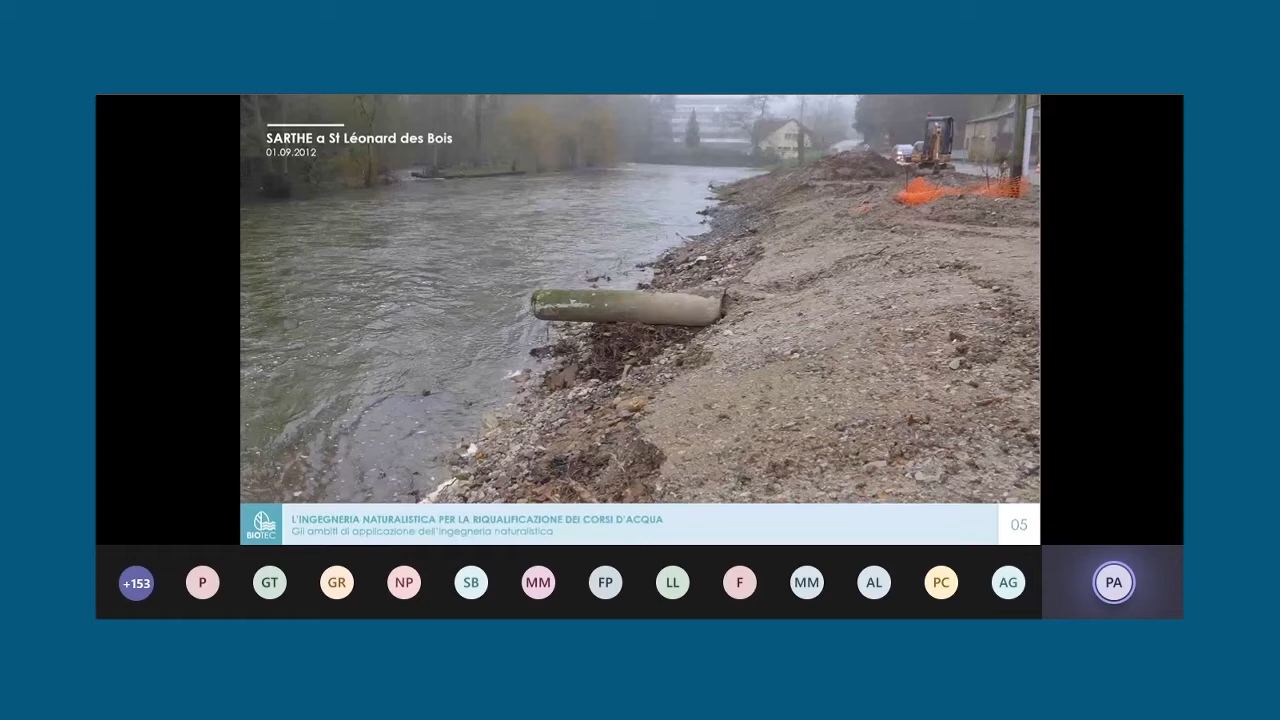 SARTHE a St Léonard des Bois
01.09.2012
BIOTEC
L'INGEGNERIA NATURALISTICA PER LA RIQUALIFICAZIONE DEI CORSI D'ACQUA
Gli ambiti di applicazione dell'ingegneria naturalistica
05
+153
P
GT
GR
NP
SB
MM
FP
LL
F
MM
AL
PC
AG
PA